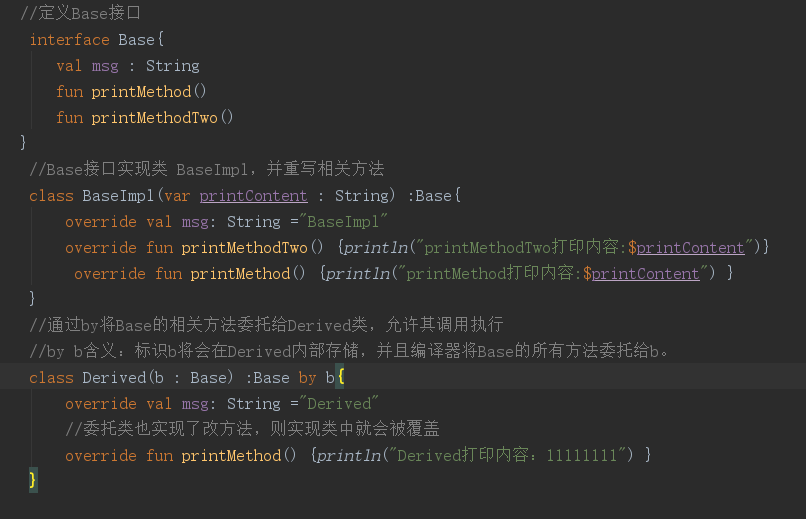 //定义Base接口
interface Base{
val msg : String
fun printMethod()
fun printMethodTwo()
}
//Base接口实现类 BaseImpl，并重写相关方法
class BaseImpl(var printContent : String) :Base{
override val msg: String ="BaseImpl"
override fun printMethodTwo() {println("printMethodTwo打印内容:$printContent")}
override fun printMethod() {println("printMethod打印内容:$printContent") }
}
//通过by将Base的相关方法委托给Derived类，允许其调用执行
//by b含义：标识b将会在Derived内部存储，并且编译器将Base的所有方法委托给b。
class Derived(b : Base) :Base by b{
override val msg: String ="Derived"
//委托类也实现了改方法，则实现类中就会被覆盖
override fun printMethod() {println("Derived打印内容：11111111") }
}